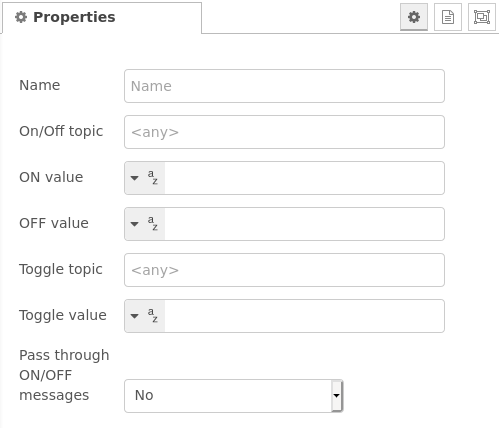 Properties
Name Name
On/Off topic <any>
ON value az
OFF value az
Toggle topic <any>
Toggle value az
Pass through
ON/OFF
messages No